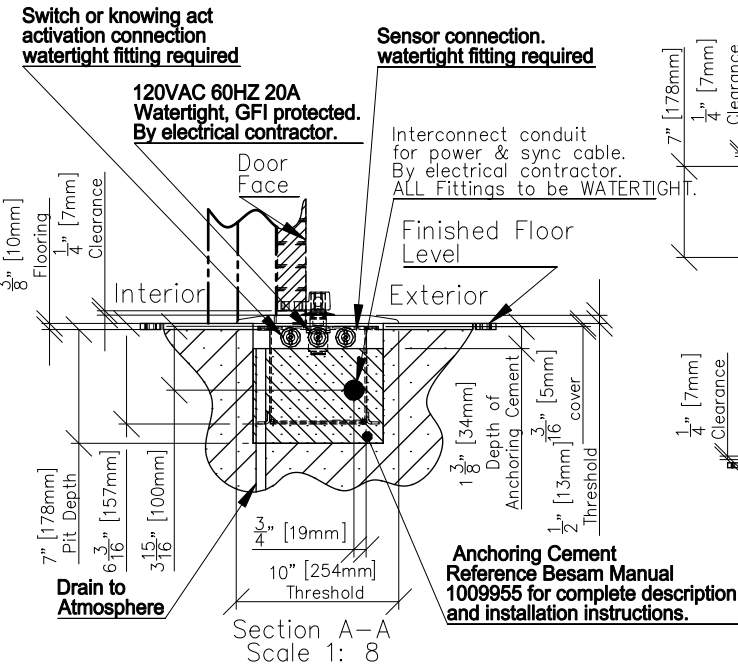 Switch or knowing act
activation connection
watertight fitting required
Sensor connection.
watertight fitting required
120VAC 60HZ 20A
Watertight, GFI protected.
By electrical contractor.
Interconnect conduit
for power & sync cable.
By electrical contractor.
ALL Fittings to be WATERTIGHT.
Door
Face
Finished Floor
Level
Interior
Exterior
3/8" [10mm]
Flooring
1/4" [7mm]
Clearance
7" [178mm]
1/4" [7mm]
Clearance
1/4" [7mm]
Clearance
7" [178mm]
Pit Depth
6 3/16 [157mm]
3 15/16 [100mm]
3/4" [19mm]
10" [254mm]
Threshold
1 3/8" [34mm]
Depth of
Anchoring Cement
3/16" [5mm]
cover
1/2" [13mm]
Threshold
Drain to
Atmosphere
Anchoring Cement
Reference Besam Manual
1009955 for complete description
and installation instructions.
Section A-A
Scale 1: 8